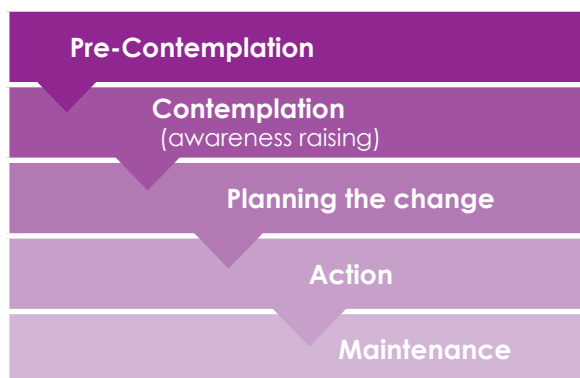 Pre-Contemplation
Contemplation
(awareness raising)
Planning the change
Action
Maintenance